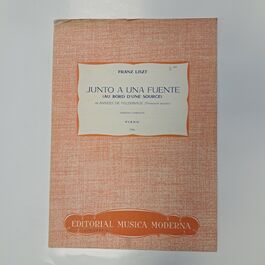 FRANZ LISZT
JUNTO A UNA FUENTE
(AU BORD D'UNE SOURCE)
PIANO
EDITORIAL MUSICA MODERNA